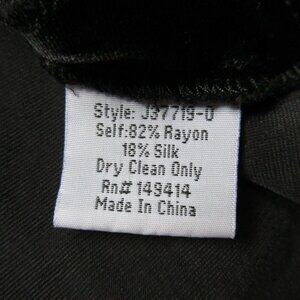 Style: J37719-0
Self:82% Rayon
18% Silk
Dry Clean Only
Rn# 149414
Made In China